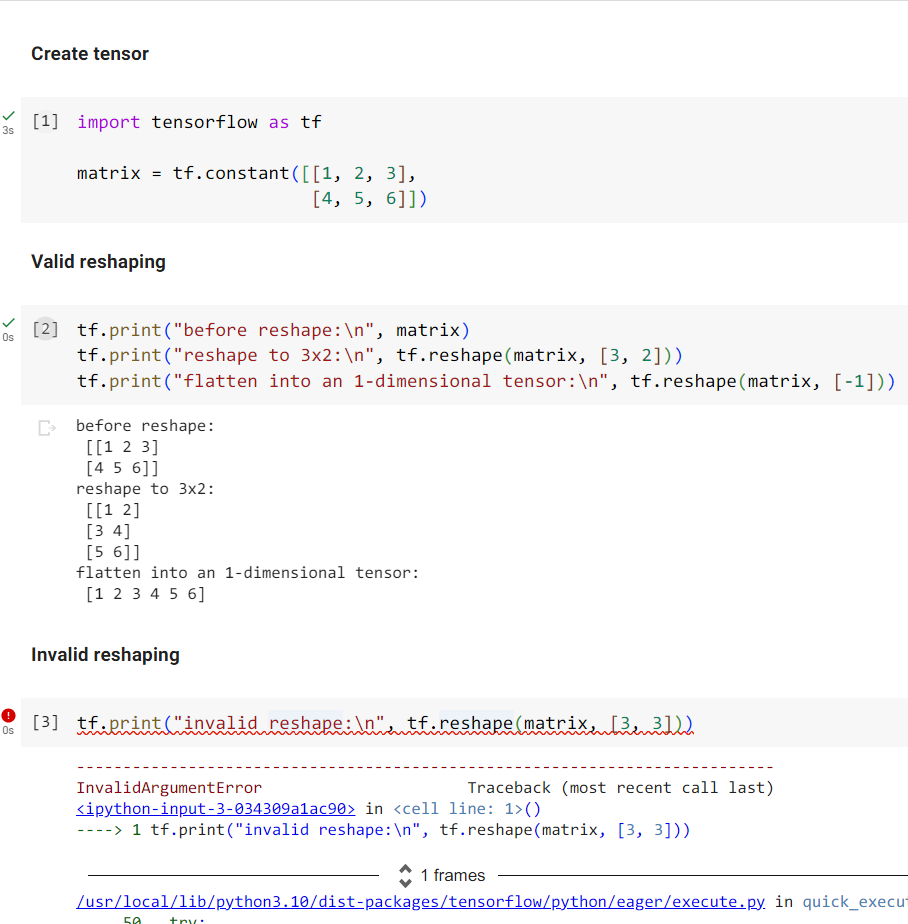 Create tensor
3s
[1] import tensorflow as tf
matrix = tf.constant([[1, 2, 3],
[4, 5, 6]])
Valid reshaping
0s
[2] tf.print("before reshape:\n", matrix)
tf.print("reshape to 3x2:\n", tf.reshape(matrix, [3, 2]))
tf.print("flatten into an 1-dimensional tensor:\n", tf.reshape(matrix, [-1]))
before reshape:
[[1 2 3]
[4 5 6]]
reshape to 3x2:
[[1 2]
[3 4]
[5 6]]
flatten into an 1-dimensional tensor:
[1 2 3 4 5 6]
Invalid reshaping
0s
[3] tf.print("invalid reshape:\n", tf.reshape(matrix, [3, 3]))
---------------------------------------------------------------------------
InvalidArgumentError Traceback (most recent call last)
<ipython-input-3-034309a1ac90> in <cell line: 1>()
----> 1 tf.print("invalid reshape:\n", tf.reshape(matrix, [3, 3]))
1 frames
/usr/local/lib/python3.10/dist-packages/tensorflow/python/eager/execute.py in quick_execu
50 try: